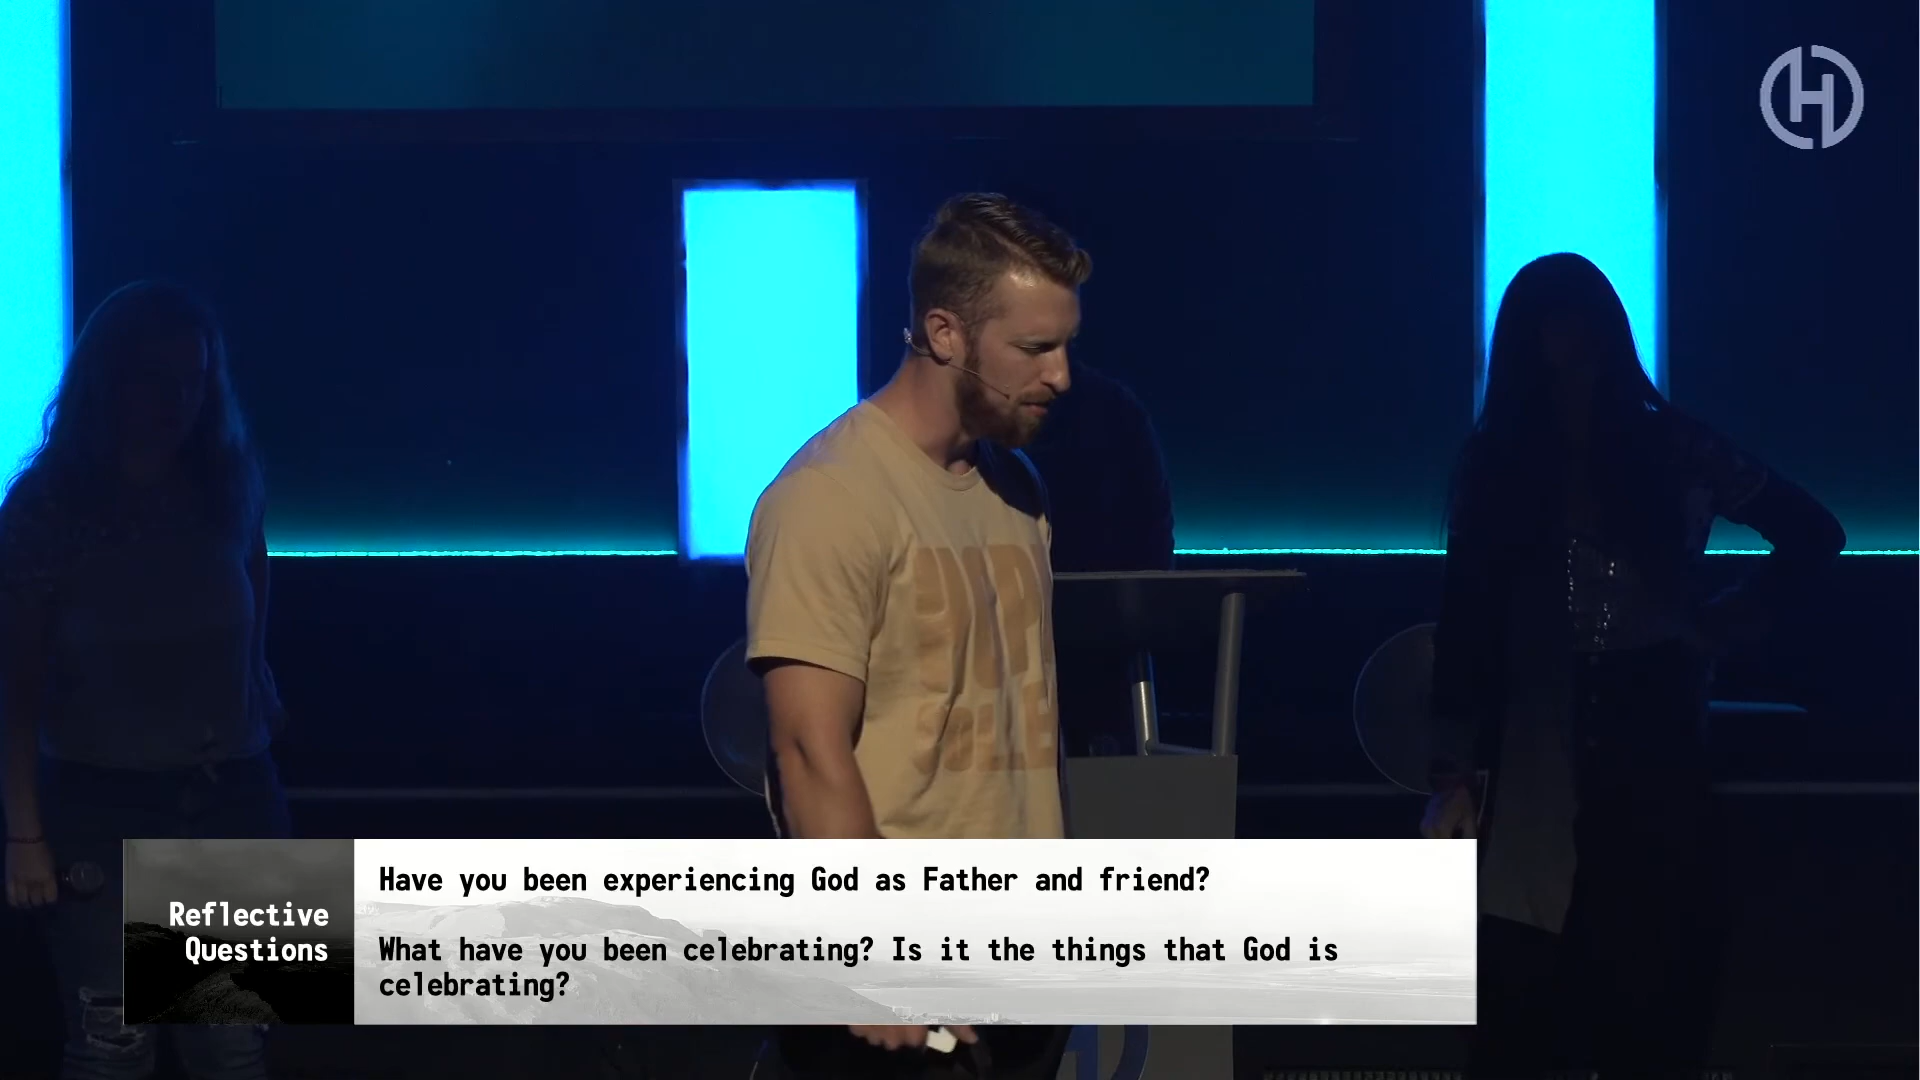 Reflective
Questions
Have you been experiencing God as Father and friend?
What have you been celebrating? Is it the things that God is
celebrating?